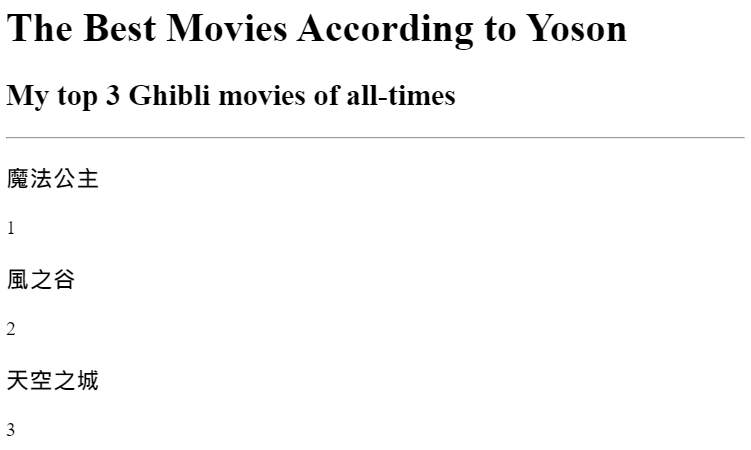 The Best Movies According to Yoson
My top 3 Ghibli movies of all-times
魔法公主
1
風之谷
2
天空之城
3